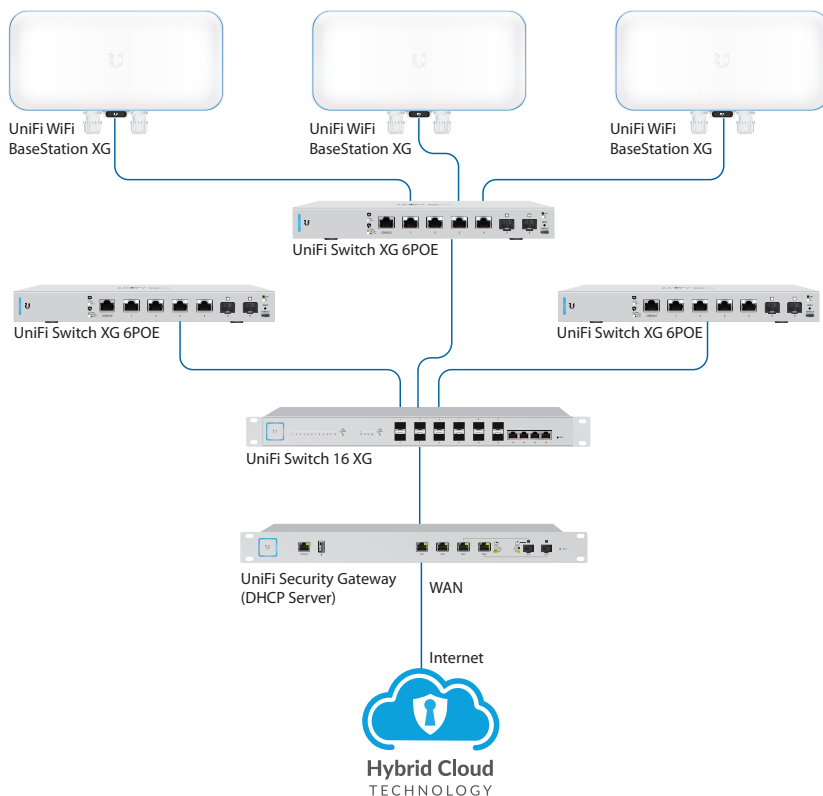 UniFi WiFi
BaseStation XG
UniFi WiFi
BaseStation XG
UniFi WiFi
BaseStation XG
UniFi Switch XG 6POE
UniFi Switch XG 6POE
UniFi Switch XG 6POE
UniFi Switch 16 XG
UniFi Security Gateway
(DHCP Server)
WAN
Internet
Hybrid Cloud
TECHNOLOGY